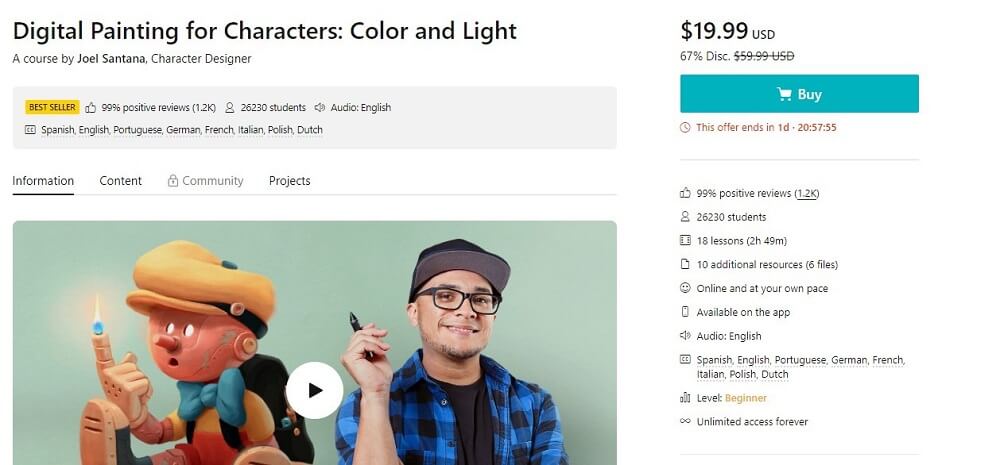 Digital Painting for Characters: Color and Light
A course by Joel Santana, Character Designer
BEST SELLER 99% positive reviews (1.2K) 26230 students Audio: English
Spanish, English, Portuguese, German, French, Italian, Polish, Dutch
Information Content Community Projects
$19.99 USD
67% Disc. $59.99 USD
Buy
This offer ends in 1d · 20:57:55
99% positive reviews (1.2K)
26230 students
18 lessons (2h 49m)
10 additional resources (6 files)
Online and at your own pace
Available on the app
Audio: English
Spanish, English, Portuguese, German, French,
Italian, Polish, Dutch
Level: Beginner
Unlimited access forever